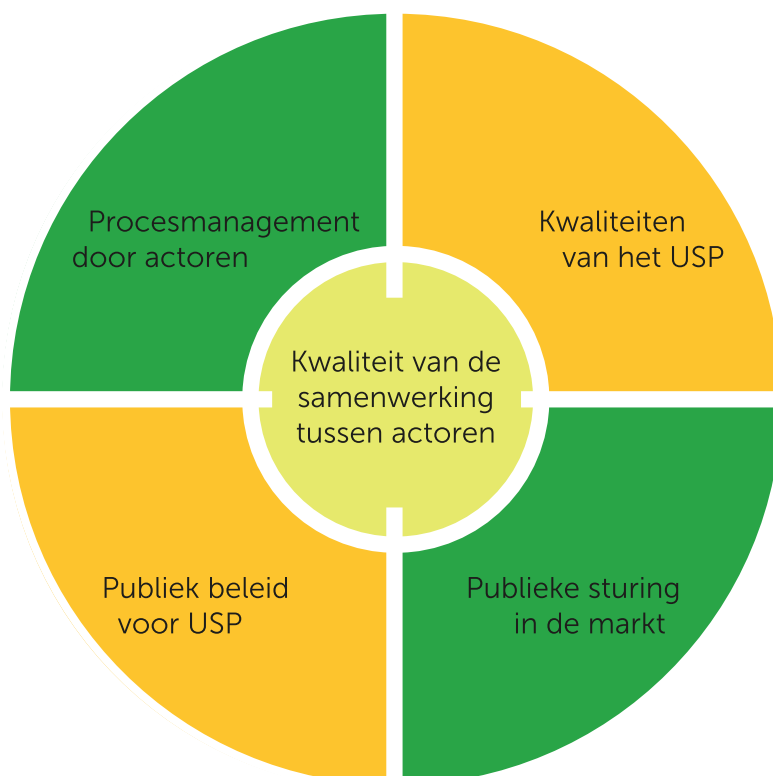 Procesmanagement
door actoren
Kwaliteiten
van het USP
Kwaliteit van de
samenwerking
tussen actoren
Publiek beleid
voor USP
Publieke sturing
in de markt